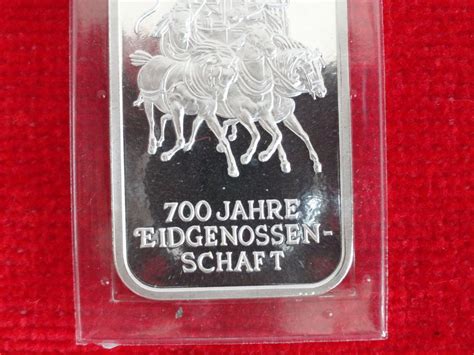 700 JAHRE
EIDGENOSSEN-
SCHAFT